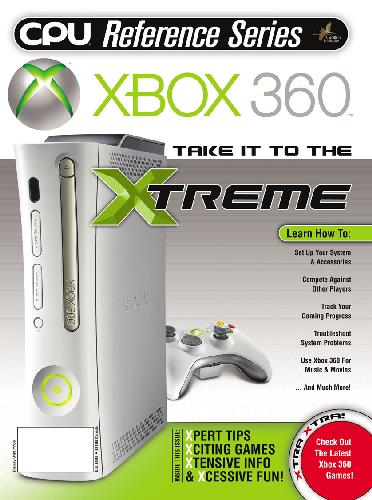 CPU Reference Series
XBOX 360™
TAKE IT TO THE
XTREME
Learn How To:
Set Up Your System
& Accessories
Compete Against
Other Players
Track Your
Gaming Progress
Troubleshoot
System Problems
Use Xbox 360 For
Music & Movies
... And Much More!
XBOX 360
INSIDE THIS ISSUE:
XPERT TIPS
XCITING GAMES
XTENSIVE INFO
& XCESSIVE FUN!
XTRA XTRA!
Check Out
The Latest
Xbox 360
Games!